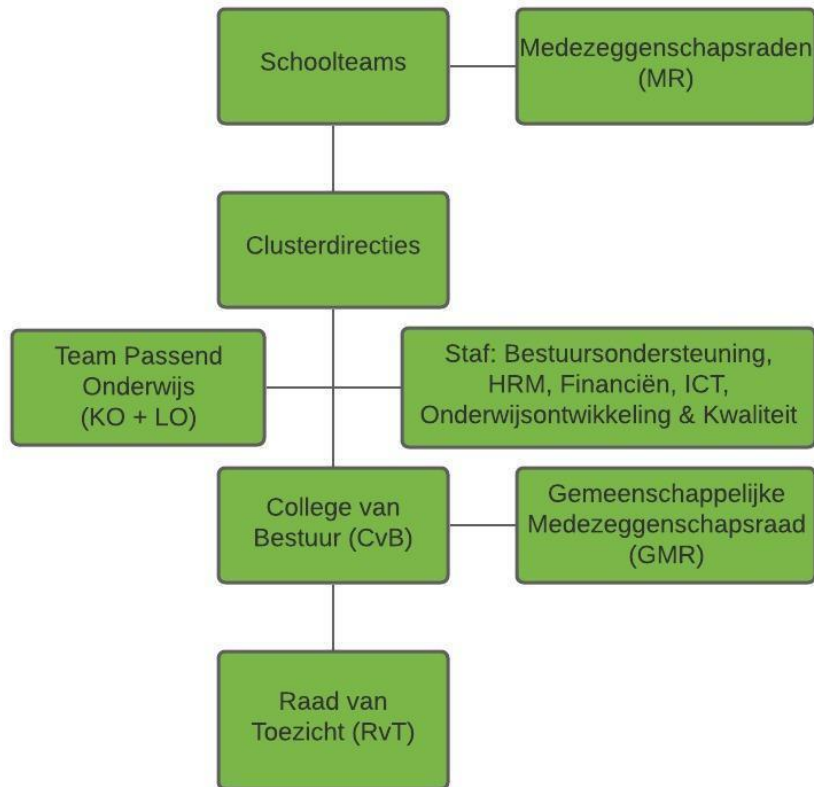 Schoolteams
Medezeggenschapsraden
(MR)
Clusterdirecties
Team Passend
Onderwijs
(KO + LO)
Staf: Bestuursondersteuning,
HRM, Financiën, ICT,
Onderwijsontwikkeling & Kwaliteit
College van
Bestuur (CvB)
Gemeenschappelijke
Medezeggenschapsraad
(GMR)
Raad van
Toezicht (RvT)